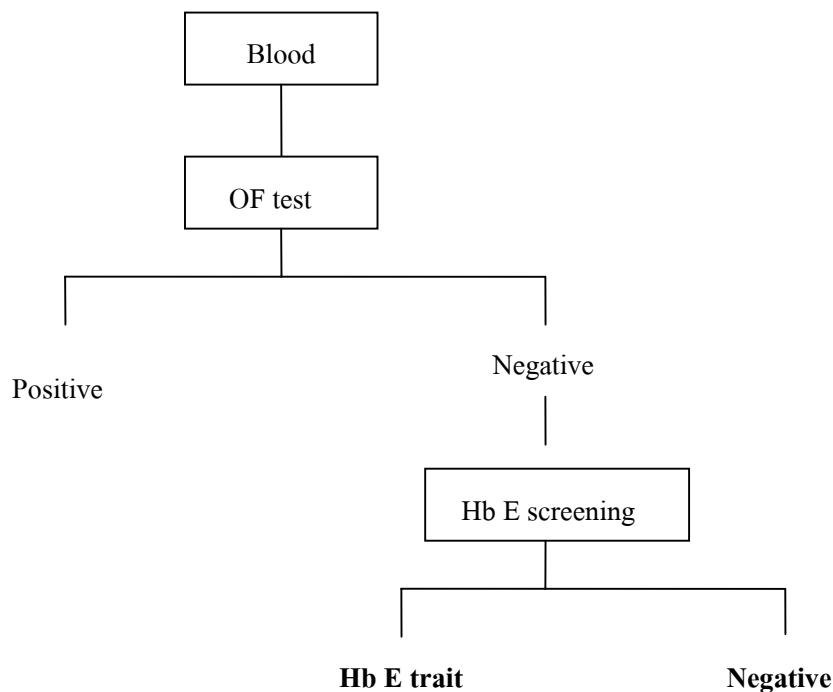 Blood
OF test
Positive
Negative
Hb E screening
Hb E trait
Negative